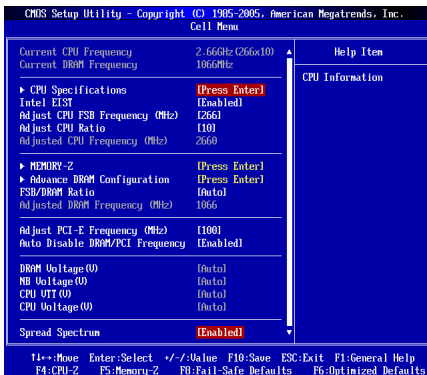 CMOS Setup Utility - Copyright (C) 1985-2005, American Megatrends, Inc.
Cell Menu
Current CPU Frequency 2.66GHz(266x10)
Current DRAM Frequency 1066MHz
▶ CPU Specifications [Press Enter]
Intel EIST [Enabled]
Adjust CPU FSB Frequency (MHz) [266]
Adjust CPU Ratio [10]
Adjusted CPU Frequency (MHz) 2660
▶ MEMORY-Z [Press Enter]
▶ Advance DRAM Configuration [Press Enter]
FSB/DRAM Ratio [Auto]
Adjusted DRAM Frequency (MHz) 1066
Adjust PCI-E Frequency (MHz) [100]
Auto Disable DRAM/PCI Frequency [Enabled]
DRAM Voltage(V) [Auto]
NB Voltage(V) [Auto]
CPU VTT(V) [Auto]
CPU Voltage(V) [Auto]
Spread Spectrum [Enabled]
Help Item
CPU Information
↑↓←→:Move Enter:Select +/-/:Value F10:Save ESC:Exit F1:General Help
F4:CPU-Z F5:Memory-Z F8:Fail-Safe Defaults F6:Optimized Defaults